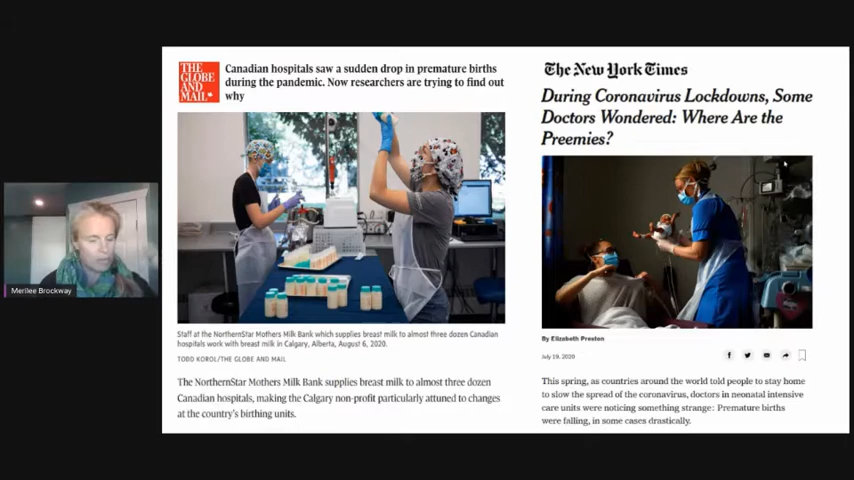 Merilee Brockway
THE
GLOBE
AND
MAIL
Canadian hospitals saw a sudden drop in premature births
during the pandemic. Now researchers are trying to find out
why
Staff at the NorthernStar Mothers Milk Bank which supplies breast milk to almost three dozen Canadian
hospitals work with breast milk in Calgary, Alberta, August 6, 2020.
TODD KOROL/THE GLOBE AND MAIL
The NorthernStar Mothers Milk Bank supplies breast milk to almost three dozen
Canadian hospitals, making the Calgary non-profit particularly attuned to changes
at the country's birthing units.
The New York Times
During Coronavirus Lockdowns, Some
Doctors Wondered: Where Are the
Preemies?
By Elizabeth Preston
July 19, 2020
This spring, as countries around the world told people to stay home
to slow the spread of the coronavirus, doctors in neonatal intensive
care units were noticing something strange: Premature births
were falling, in some cases drastically.